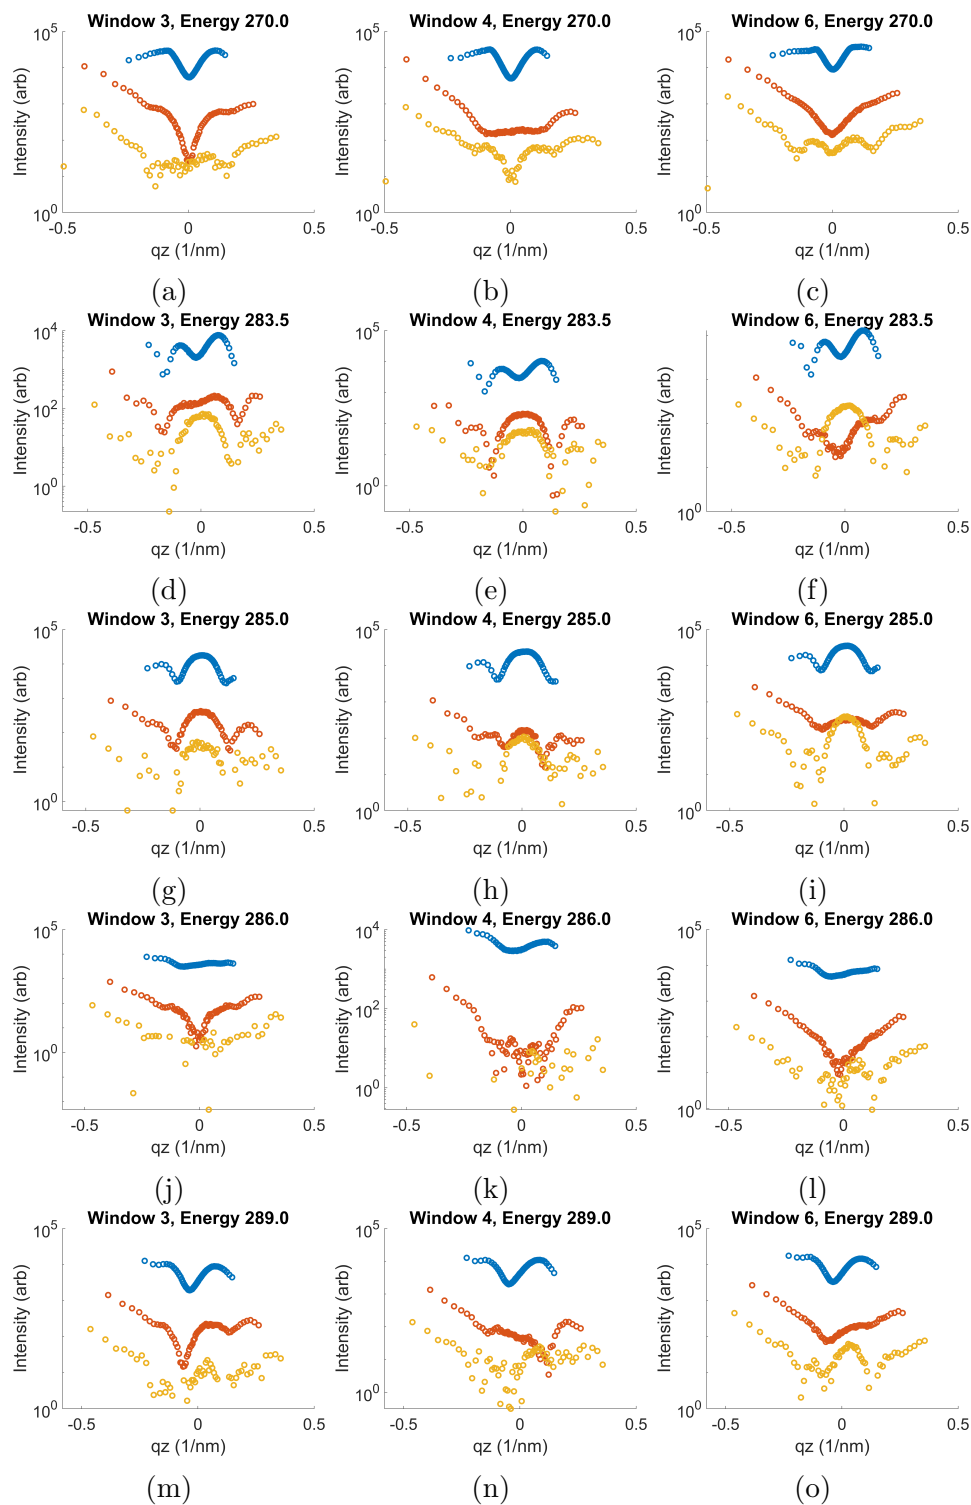 Window 3, Energy 270.0
Window 4, Energy 270.0
Window 6, Energy 270.0
10^5
10^5
10^5
Intensity (arb)
Intensity (arb)
Intensity (arb)
10^0
10^0
10^0
-0.5 0 0.5
-0.5 0 0.5
-0.5 0 0.5
qz (1/nm)
qz (1/nm)
qz (1/nm)
(a)
(b)
(c)
Window 3, Energy 283.5
Window 4, Energy 283.5
Window 6, Energy 283.5
10^4
10^5
10^2
Intensity (arb)
Intensity (arb)
Intensity (arb)
10^0
10^0
10^0
-0.5 0 0.5
-0.5 0 0.5
-0.5 0 0.5
qz (1/nm)
qz (1/nm)
qz (1/nm)
(d)
(e)
(f)
Window 3, Energy 285.0
Window 4, Energy 285.0
Window 6, Energy 285.0
10^5
10^5
10^5
Intensity (arb)
Intensity (arb)
Intensity (arb)
10^0
10^0
10^0
-0.5 0 0.5
-0.5 0 0.5
-0.5 0 0.5
qz (1/nm)
qz (1/nm)
qz (1/nm)
(g)
(h)
(i)
Window 3, Energy 286.0
Window 4, Energy 286.0
Window 6, Energy 286.0
10^5
10^4
10^5
Intensity (arb)
Intensity (arb)
Intensity (arb)
10^2
10^0
10^0
10^0
-0.5 0 0.5
-0.5 0 0.5
-0.5 0 0.5
qz (1/nm)
qz (1/nm)
qz (1/nm)
(j)
(k)
(l)
Window 3, Energy 289.0
Window 4, Energy 289.0
Window 6, Energy 289.0
10^5
10^5
10^5
Intensity (arb)
Intensity (arb)
Intensity (arb)
10^0
10^0
10^0
-0.5 0 0.5
-0.5 0 0.5
-0.5 0 0.5
qz (1/nm)
qz (1/nm)
qz (1/nm)
(m)
(n)
(o)